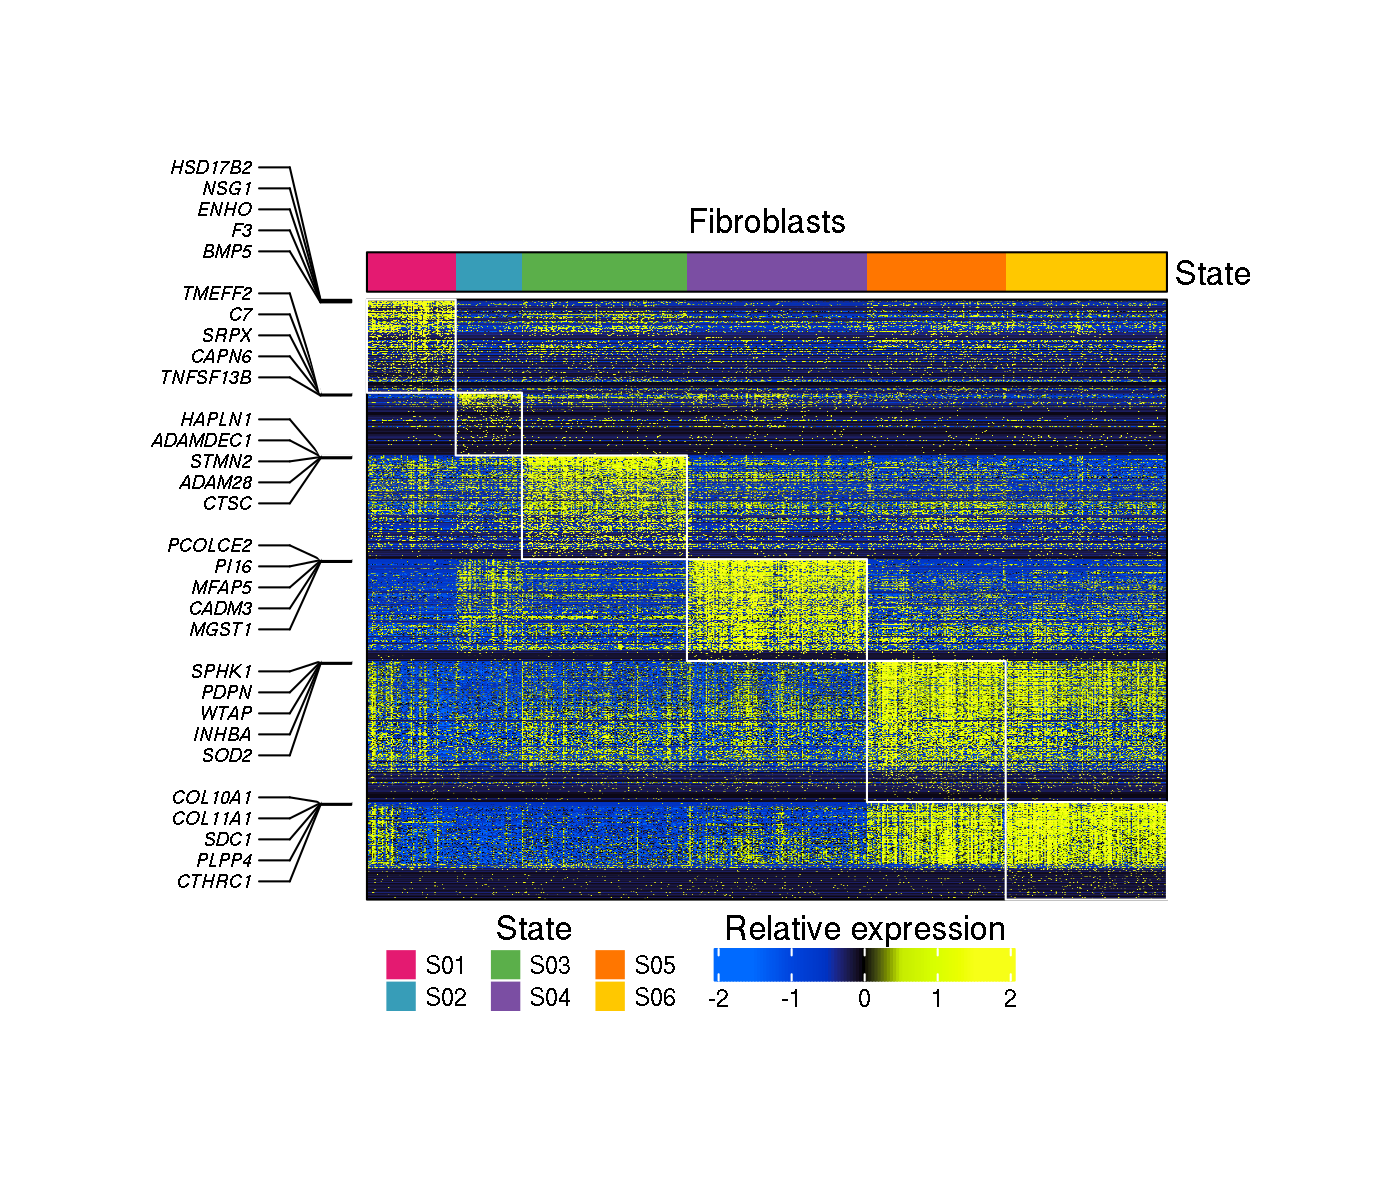 HSD17B2
NSG1
ENHO
F3
BMP5
TMEFF2
C7
SRPX
CAPN6
TNFSF13B
HAPLN1
ADAMDEC1
STMN2
ADAM28
CTSC
PCOLCE2
PI16
MFAP5
CADM3
MGST1
SPHK1
PDPN
WTAP
INHBA
SOD2
COL10A1
COL11A1
SDC1
PLPP4
CTHRC1
Fibroblasts
State
State
S01 S03 S05
S02 S04 S06
Relative expression
-2 -1 0 1 2